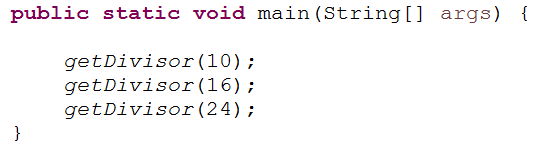 public static void main(String[] args) {
getDivisor(10);
getDivisor(16);
getDivisor(24);
}